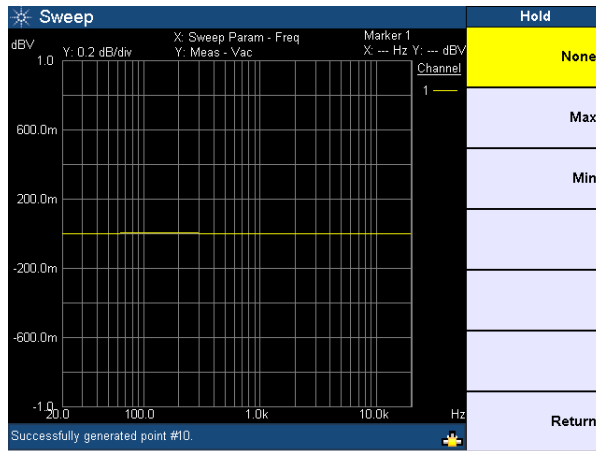 Sweep
Hold
dBV
Y: 0.2 dB/div
X: Sweep Param - Freq
Y: Meas - Vac
Marker 1
X: --- Hz Y: --- dBV
Channel
1
1.0
600.0m
200.0m
-200.0m
-600.0m
-1.0
20.0
100.0
1.0k
10.0k
Hz
Successfully generated point #10.
None
Max
Min
Return